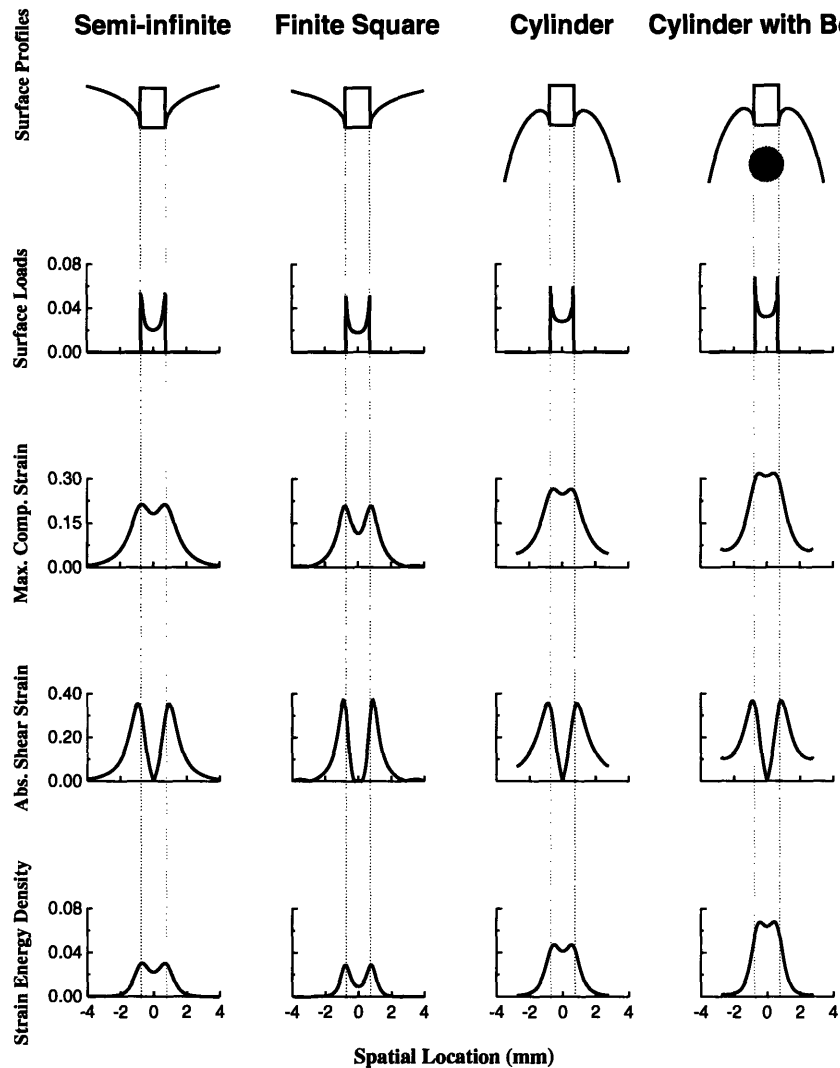 Semi-infinite Finite Square Cylinder Cylinder with
Surface Profiles
Surface Loads
0.08
0.04
0.00
Max. Comp. Strain
0.30
0.15
0.00
Abs. Shear Strain
0.40
0.20
0.00
Strain Energy Density
0.08
0.04
0.00
-4 -2 0 2 4 -4 -2 0 2 4 -4 -2 0 2 4 -4 -2 0 2 4
Spatial Location (mm)